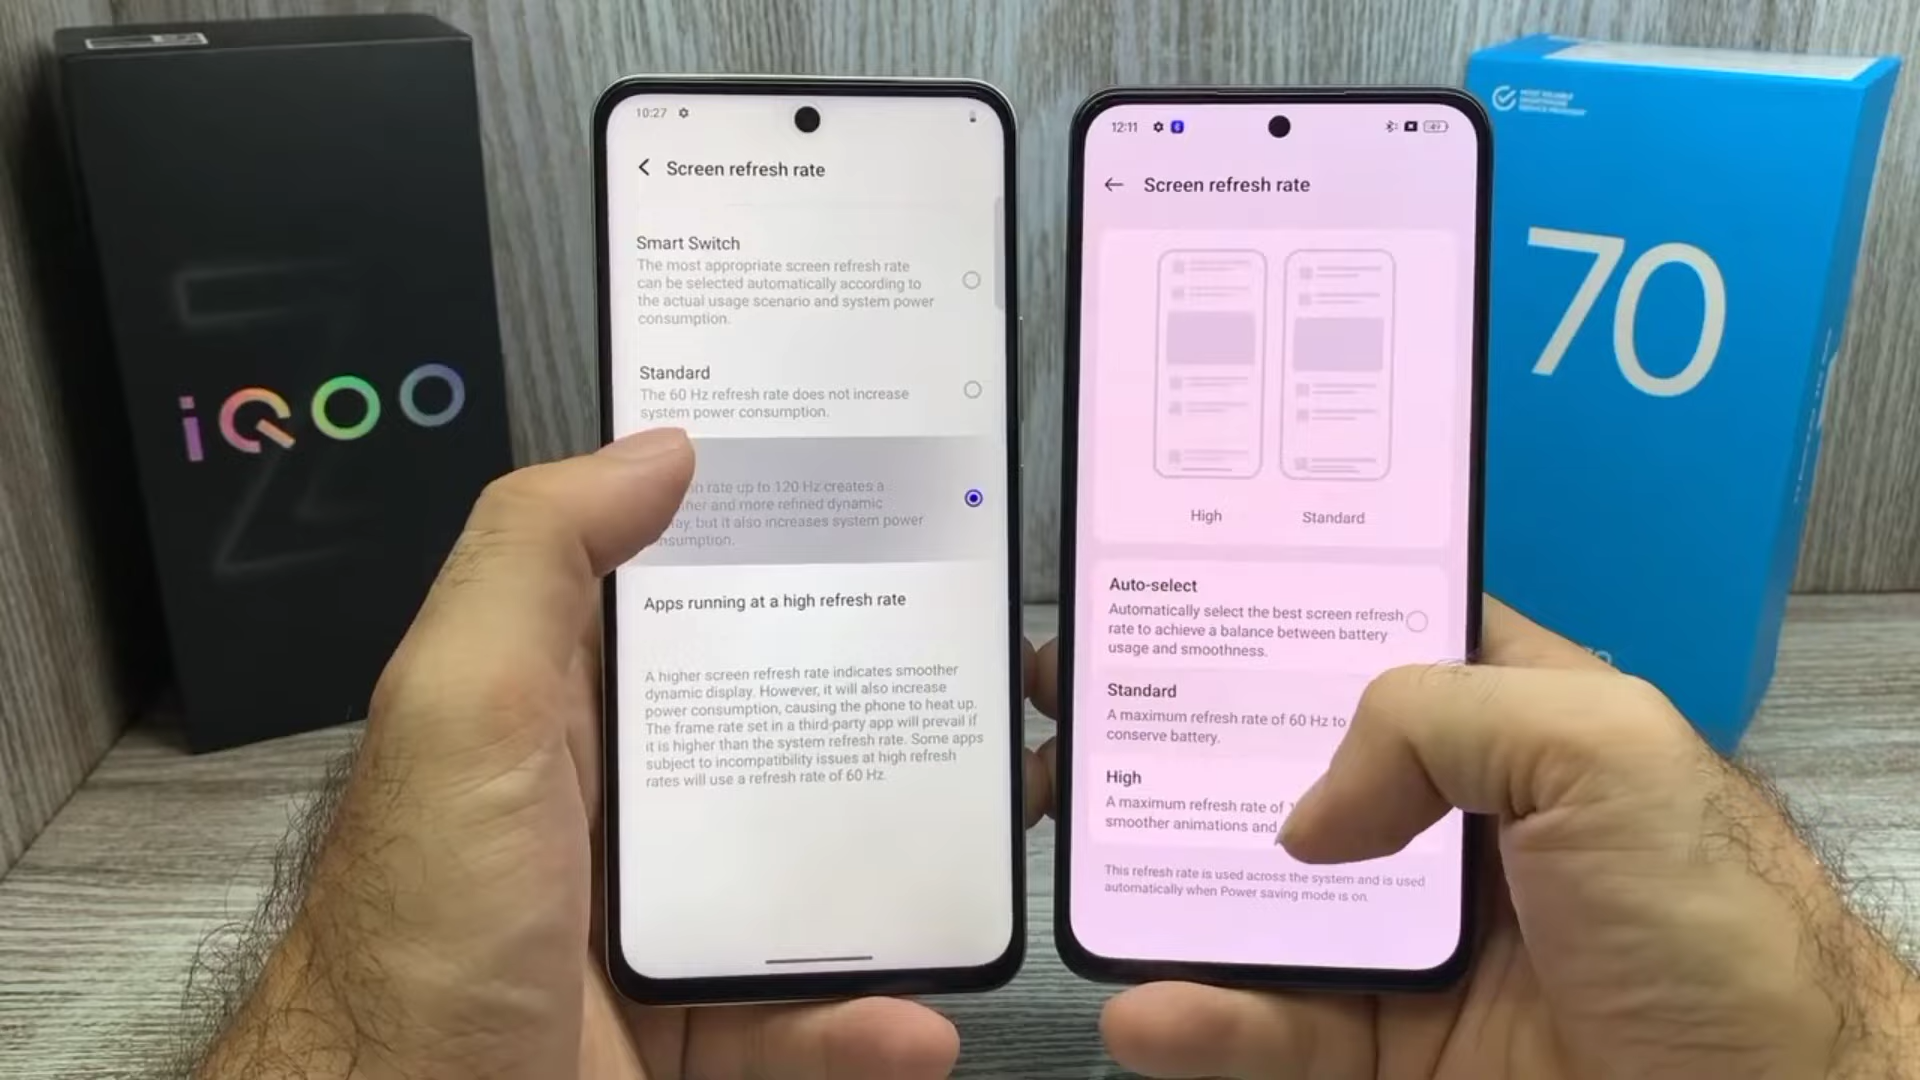 iQOO
10:27
Screen refresh rate
Smart Switch
The most appropriate screen refresh rate
can be selected automatically according to
the actual usage scenario and system power
consumption.
Standard
The 60 Hz refresh rate does not increase
system power consumption.
rate up to 120 Hz creates a
and more refined dynamic
but it also increases system power
Apps running at a high refresh rate
A higher screen refresh rate indicates smoother
dynamic display. However, it will also increase
power consumption, causing the phone to heat up.
The frame rate set in a third-party app will prevail if
it is higher than the system refresh rate. Some apps
subject to incompatibility issues at high refresh
rates will use a refresh rate of 60 Hz.
12:11
49
Screen refresh rate
High
Standard
Auto-select
Automatically select the best screen refresh
rate to achieve a balance between battery
usage and smoothness.
Standard
A maximum refresh rate of 60 Hz to
conserve battery.
High
A maximum refresh rate of
smoother animations and
This refresh rate is used across the system and is used
automatically when Power saving mode is on.
70